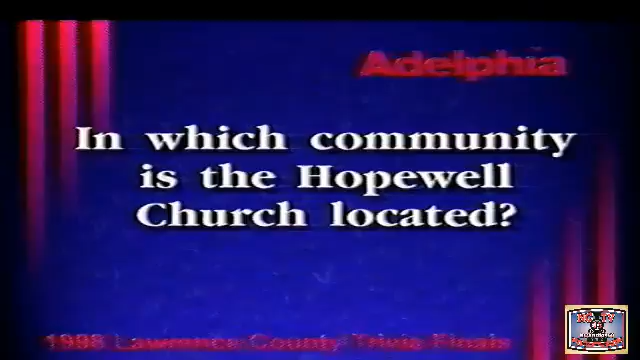 Adelphia
In which community
is the Hopewell
Church located?
1998 Lawrence County Trivia Finals